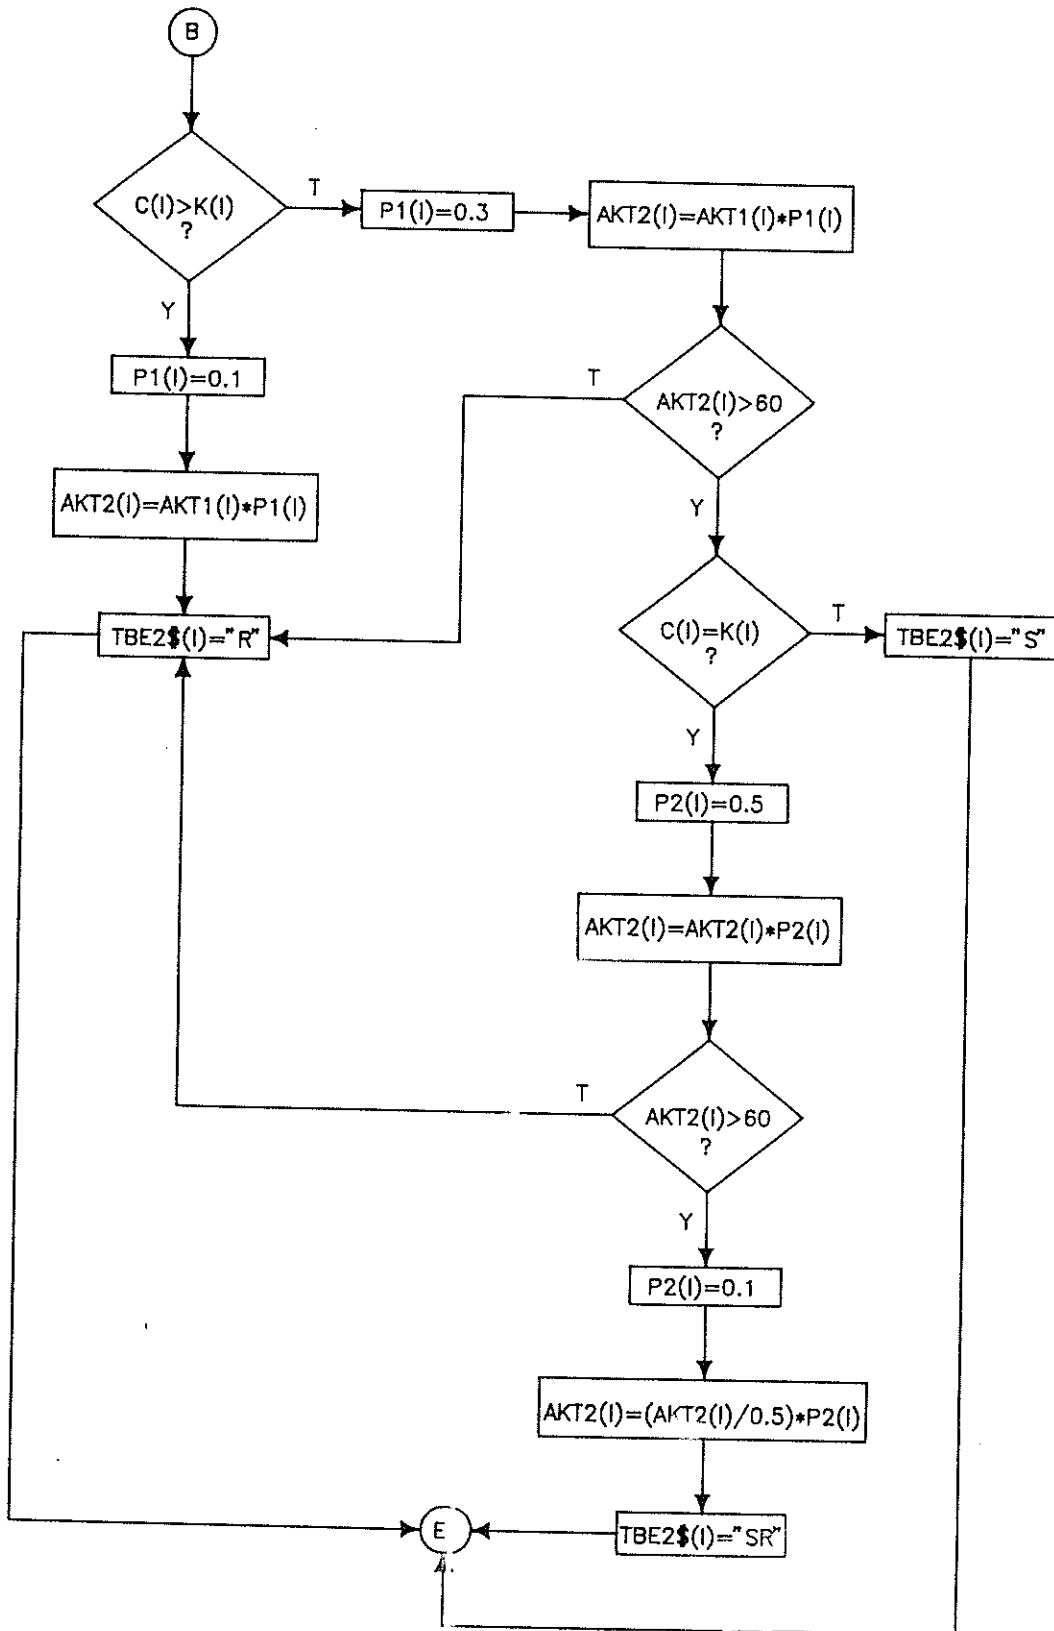 B
C(I)>K(I)
?
T
P1(I)=0.3
AKT2(I)=AKT1(I)*P1(I)
Y
P1(I)=0.1
AKT2(I)=AKT1(I)*P1(I)
TBE2$(I)="R"
T
AKT2(I)>60
?
Y
C(I)=K(I)
?
T
TBE2$(I)="S"
Y
P2(I)=0.5
AKT2(I)=AKT2(I)*P2(I)
T
AKT2(I)>60
?
Y
P2(I)=0.1
AKT2(I)=(AKT2(I)/0.5)*P2(I)
TBE2$(I)="SR"
E